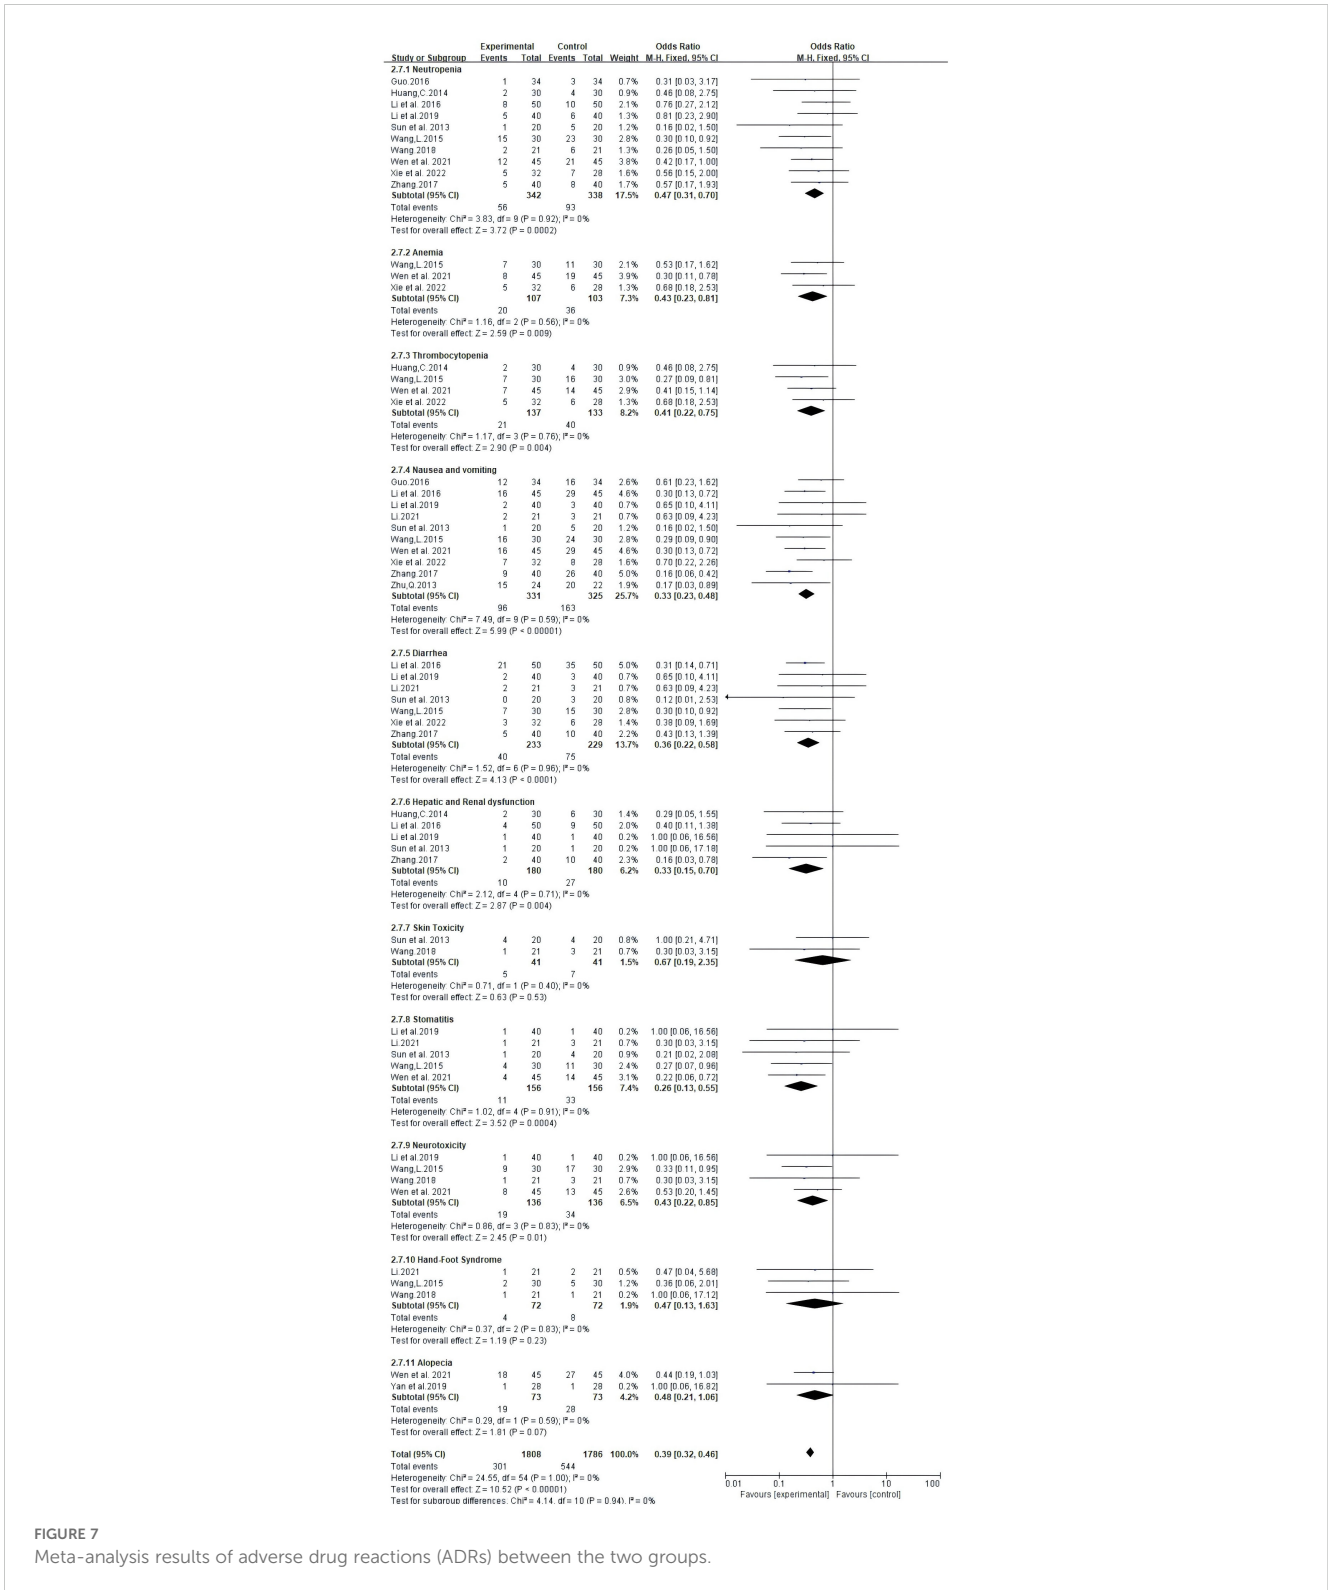 Experimental Control Odds Ratio Odds Ratio
Study or Subgroup Events Total Events Total Weight M-H, Fixed, 95% CI M-H, Fixed, 95% CI
2.7.1 Neutropenia
Guo.2016 1 34 3 34 0.7% 0.31 [0.03, 3.17]
Huang,C.2014 2 30 4 30 0.9% 0.46 [0.08, 2.75]
Li et al. 2016 8 50 10 50 2.1% 0.76 [0.27, 2.12]
Li et al.2019 5 40 6 40 1.3% 0.81 [0.23, 2.90]
Sun et al. 2013 1 20 5 20 1.2% 0.16 [0.02, 1.50]
Wang,L.2015 15 30 23 30 2.8% 0.30 [0.10, 0.92]
Wang.2018 2 21 6 21 1.4% 0.26 [0.05, 1.50]
Wen et al. 2021 12 45 21 45 3.8% 0.42 [0.17, 1.00]
Xie et al. 2022 5 32 7 28 1.6% 0.56 [0.15, 2.00]
Zhang.2017 5 40 8 40 1.7% 0.57 [0.17, 1.93]
Subtotal (95% CI) 342 338 17.5% 0.47 [0.31, 0.70]
Total events 56 93
Heterogeneity: Chi² = 3.83, df = 9 (P = 0.92); I² = 0%
Test for overall effect: Z = 3.72 (P = 0.0002)
2.7.2 Anemia
Wang,L.2015 7 30 11 30 2.1% 0.53 [0.17, 1.62]
Wen et al. 2021 8 45 19 45 3.9% 0.30 [0.11, 0.78]
Xie et al. 2022 5 32 6 28 1.3% 0.68 [0.18, 2.53]
Subtotal (95% CI) 107 103 7.3% 0.43 [0.23, 0.81]
Total events 20 36
Heterogeneity: Chi² = 1.16, df = 2 (P = 0.56); I² = 0%
Test for overall effect: Z = 2.59 (P = 0.009)
2.7.3 Thrombocytopenia
Huang,C.2014 2 30 4 30 0.9% 0.46 [0.08, 2.75]
Wang,L.2015 7 30 16 30 3.0% 0.27 [0.09, 0.81]
Wen et al. 2021 7 45 14 45 2.9% 0.41 [0.15, 1.14]
Xie et al. 2022 5 32 6 28 1.3% 0.68 [0.18, 2.53]
Subtotal (95% CI) 137 133 8.2% 0.41 [0.22, 0.75]
Total events 21 40
Heterogeneity: Chi² = 1.17, df = 3 (P = 0.76); I² = 0%
Test for overall effect: Z = 2.90 (P = 0.004)
2.7.4 Nausea and vomiting
Guo.2016 12 34 16 34 2.6% 0.61 [0.23, 1.62]
Li et al. 2016 16 45 29 45 4.6% 0.30 [0.13, 0.72]
Li et al.2019 2 40 3 40 0.7% 0.65 [0.10, 4.11]
Li.2021 2 21 3 21 0.7% 0.63 [0.09, 4.23]
Sun et al. 2013 1 20 5 20 1.2% 0.16 [0.02, 1.50]
Wang,L.2015 16 30 24 30 2.8% 0.29 [0.09, 0.90]
Wen et al. 2021 16 45 29 45 4.6% 0.30 [0.13, 0.72]
Xie et al. 2022 7 32 8 28 1.6% 0.70 [0.22, 2.26]
Zhang.2017 9 40 26 40 5.0% 0.16 [0.06, 0.42]
Zhu,Q.2013 15 24 20 22 1.9% 0.17 [0.03, 0.89]
Subtotal (95% CI) 331 325 25.7% 0.33 [0.23, 0.48]
Total events 96 163
Heterogeneity: Chi² = 7.49, df = 9 (P = 0.59); I² = 0%
Test for overall effect: Z = 5.99 (P < 0.00001)
2.7.5 Diarrhea
Li et al. 2016 21 50 35 50 5.0% 0.31 [0.14, 0.71]
Li et al.2019 2 40 3 40 0.7% 0.65 [0.10, 4.11]
Li.2021 2 21 3 21 0.7% 0.63 [0.09, 4.23]
Sun et al. 2013 0 20 3 20 0.8% 0.12 [0.01, 2.53]
Wang,L.2015 7 30 15 30 2.8% 0.30 [0.10, 0.92]
Xie et al. 2022 3 32 6 28 1.4% 0.38 [0.09, 1.69]
Zhang.2017 5 40 10 40 2.2% 0.43 [0.13, 1.39]
Subtotal (95% CI) 233 229 13.7% 0.36 [0.22, 0.58]
Total events 40 75
Heterogeneity: Chi² = 1.52, df = 6 (P = 0.96); I² = 0%
Test for overall effect: Z = 4.13 (P < 0.0001)
2.7.6 Hepatic and Renal dysfunction
Huang,C.2014 2 30 6 30 1.4% 0.29 [0.05, 1.55]
Li et al. 2016 4 50 9 50 2.0% 0.40 [0.11, 1.38]
Li et al.2019 1 40 1 40 0.2% 1.00 [0.06, 16.56]
Sun et al. 2013 1 20 1 20 0.2% 1.00 [0.06, 17.18]
Zhang.2017 2 40 10 40 2.3% 0.16 [0.03, 0.78]
Subtotal (95% CI) 180 180 6.2% 0.33 [0.15, 0.70]
Total events 10 27
Heterogeneity: Chi² = 2.12, df = 4 (P = 0.71); I² = 0%
Test for overall effect: Z = 2.87 (P = 0.004)
2.7.7 Skin Toxicity
Sun et al. 2013 4 20 4 20 0.8% 1.00 [0.21, 4.71]
Wang.2018 1 21 3 21 0.7% 0.30 [0.03, 3.15]
Subtotal (95% CI) 41 41 1.5% 0.67 [0.19, 2.35]
Total events 5 7
Heterogeneity: Chi² = 0.71, df = 1 (P = 0.40); I² = 0%
Test for overall effect: Z = 0.63 (P = 0.53)
2.7.8 Stomatitis
Li et al.2019 1 40 1 40 0.2% 1.00 [0.06, 16.56]
Li.2021 1 21 3 21 0.7% 0.30 [0.03, 3.15]
Sun et al. 2013 1 20 4 20 0.9% 0.21 [0.02, 2.08]
Wang,L.2015 4 30 11 30 2.4% 0.27 [0.07, 0.96]
Wen et al. 2021 4 45 14 45 3.1% 0.22 [0.06, 0.72]
Subtotal (95% CI) 156 156 7.4% 0.26 [0.13, 0.55]
Total events 11 33
Heterogeneity: Chi² = 1.02, df = 4 (P = 0.91); I² = 0%
Test for overall effect: Z = 3.52 (P = 0.0004)
2.7.9 Neurotoxicity
Li et al.2019 1 40 1 40 0.2% 1.00 [0.06, 16.56]
Wang,L.2015 9 30 17 30 2.9% 0.33 [0.11, 0.95]
Wang.2018 1 21 3 21 0.7% 0.30 [0.03, 3.15]
Wen et al. 2021 8 45 13 45 2.6% 0.53 [0.20, 1.45]
Subtotal (95% CI) 136 136 6.5% 0.43 [0.22, 0.85]
Total events 19 34
Heterogeneity: Chi² = 0.86, df = 3 (P = 0.83); I² = 0%
Test for overall effect: Z = 2.45 (P = 0.01)
2.7.10 Hand-Foot Syndrome
Li.2021 1 21 2 21 0.5% 0.47 [0.04, 5.68]
Wang,L.2015 2 30 5 30 1.2% 0.36 [0.06, 2.01]
Wang.2018 1 21 1 21 0.2% 1.00 [0.06, 17.12]
Subtotal (95% CI) 72 72 1.9% 0.47 [0.13, 1.63]
Total events 4 8
Heterogeneity: Chi² = 0.37, df = 2 (P = 0.83); I² = 0%
Test for overall effect: Z = 1.19 (P = 0.23)
2.7.11 Alopecia
Wen et al. 2021 18 45 27 45 4.0% 0.44 [0.19, 1.03]
Yan et al.2019 1 28 1 28 0.2% 1.00 [0.06, 16.82]
Subtotal (95% CI) 73 73 4.2% 0.48 [0.21, 1.06]
Total events 19 28
Heterogeneity: Chi² = 0.29, df = 1 (P = 0.59); I² = 0%
Test for overall effect: Z = 1.81 (P = 0.07)
Total (95% CI) 1808 1786 100.0% 0.39 [0.32, 0.46]
Total events 301 544
Heterogeneity: Chi² = 24.55, df = 54 (P = 1.00); I² = 0%
Test for overall effect: Z = 10.52 (P < 0.00001)
Test for subgroup differences: Chi² = 4.14, df = 10 (P = 0.94), I² = 0%
0.01 0.1 1 10 100
Favours [experimental] Favours [control]
FIGURE 7
Meta-analysis results of adverse drug reactions (ADRs) between the two groups.